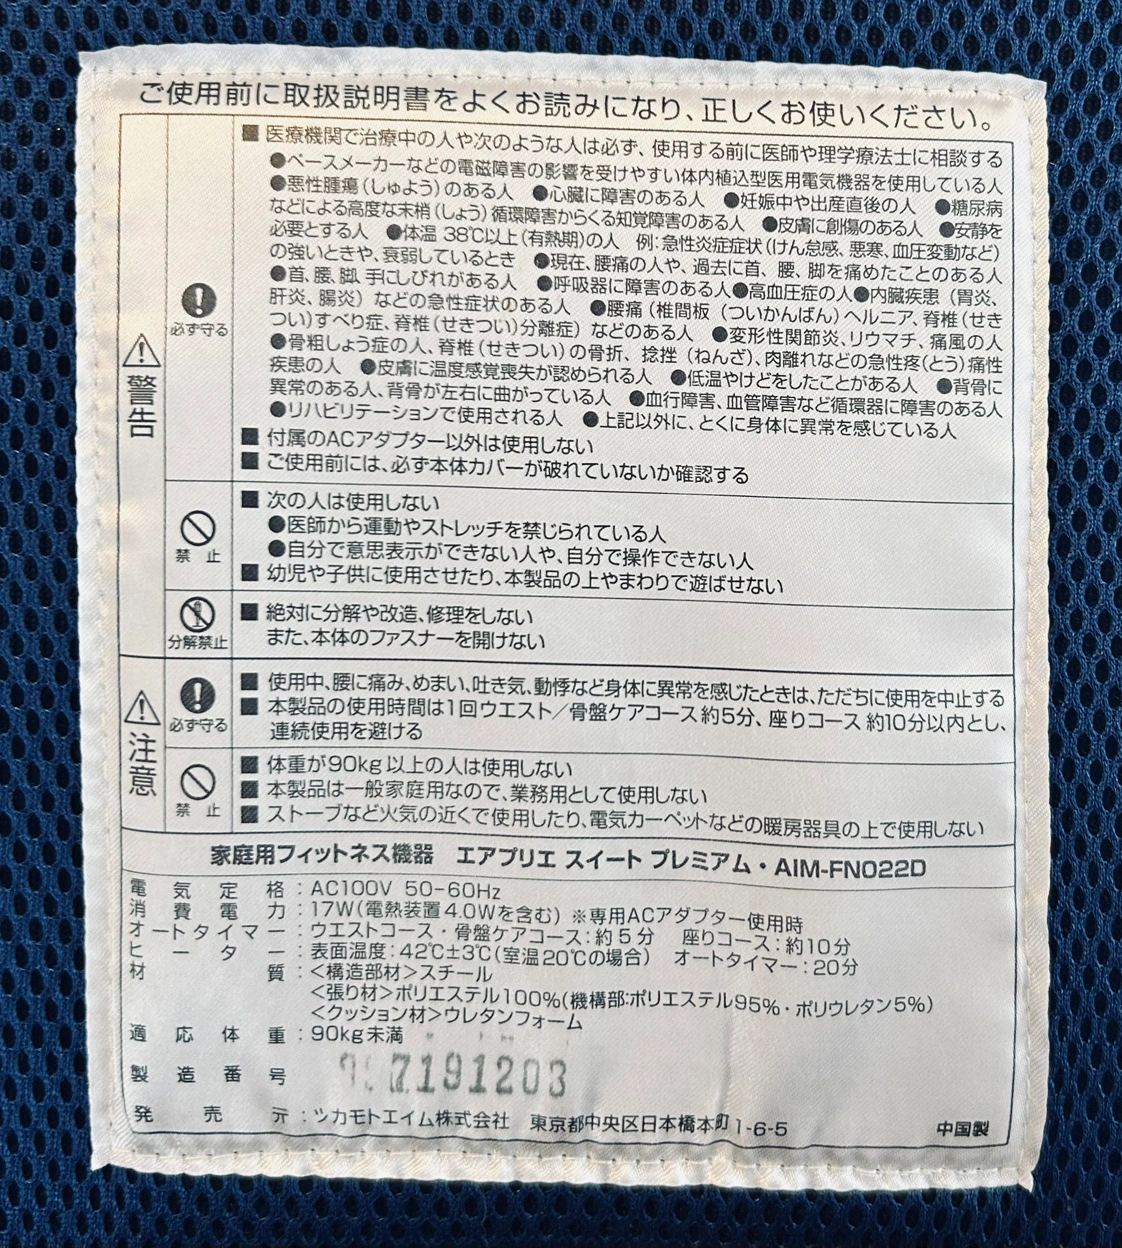 ご使用前に取扱説明書をよくお読みになり、正しくお使いください。
警告
必ず守る
■ 医療機関で治療中の人や次のような人は必ず、使用する前に医師や理学療法士に相談する
●ペースメーカーなどの電磁障害の影響を受けやすい体内植込型医用電気機器を使用している人
●悪性腫瘍(しゅよう)のある人 ●心臓に障害のある人 ●妊娠中や出産直後の人 ●糖尿病
などによる高度な末梢(しょう)循環障害からくる知覚障害のある人 ●皮膚に創傷のある人 ●安静を
必要とする人 ●体温 38℃以上(有熱期)の人 例:急性炎症症状(けん怠感、悪寒、血圧変動など)
の強いときや、衰弱しているとき ●現在、腰痛の人や、過去に首、腰、脚を痛めたことのある人
●首、腰、脚、手にしびれがある人 ●呼吸器に障害のある人●高血圧症の人●内臓疾患(胃炎、
肝炎、腸炎)などの急性症状のある人 ●腰痛(椎間板(ついかんばん)ヘルニア、脊椎(せき
つい)すべり症、脊椎(せきつい)分離症)などのある人 ●変形性関節炎、リウマチ、痛風の人
●骨粗しょう症の人、脊椎(せきつい)の骨折、捻挫(ねんざ)、肉離れなどの急性疼(とう)痛性
疾患の人 ●皮膚に温度感覚喪失が認められる人 ●低温やけどをしたことがある人 ●背骨に
異常のある人、背骨が左右に曲がっている人 ●血行障害、血管障害など循環器に障害のある人
●リハビリテーションで使用される人 ●上記以外に、とくに身体に異常を感じている人
■ 付属のACアダプター以外は使用しない
■ ご使用前には、必ず本体カバーが破れていないか確認する
禁止
■ 次の人は使用しない
●医師から運動やストレッチを禁じられている人
●自分で意思表示ができない人や、自分で操作できない人
■ 幼児や子供に使用させたり、本製品の上やまわりで遊ばせない
分解禁止
■ 絶対に分解や改造、修理をしない
また、本体のファスナーを開けない
注意
必ず守る
■ 使用中、腰に痛み、めまい、吐き気、動悸など身体に異常を感じたときは、ただちに使用を中止する
■ 本製品の使用時間は1回ウエスト/骨盤ケアコース 約5分、座りコース 約10分以内とし、
連続使用を避ける
禁止
■ 体重が90kg以上の人は使用しない
■ 本製品は一般家庭用なので、業務用として使用しない
■ ストーブなど火気の近くで使用したり、電気カーペットなどの暖房器具の上で使用しない
家庭用フィットネス機器 エアプリエ スイート プレミアム・AIM-FN022D
電気定格:AC100V 50-60Hz
消費電力:17W(電熱装置4.0Wを含む) ※専用ACアダプター使用時
オートタイマー:ウエストコース・骨盤ケアコース:約5分 座りコース:約10分
ヒーター:表面温度:42℃±3℃(室温20℃の場合) オートタイマー:20分
材質:<構造部材>スチール
<張り材>ポリエステル100%(機構部:ポリエステル95%・ポリウレタン5%)
<クッション材>ウレタンフォーム
適応体重:90kg未満
製造番号 7191203
発売元:ツカモトエイム株式会社 東京都中央区日本橋本町1-6-5 中国製